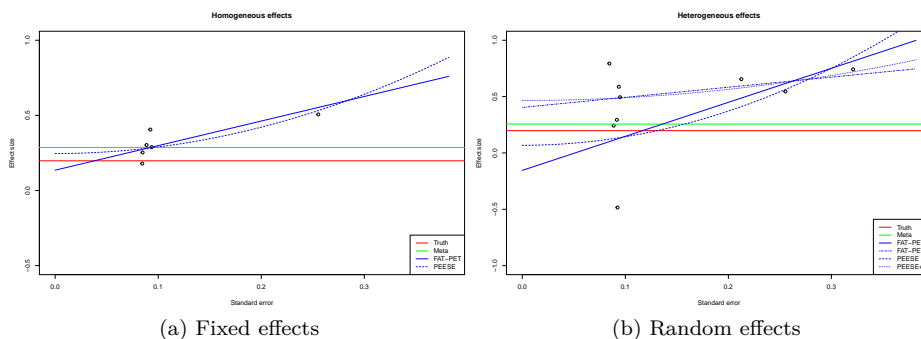 Homogeneous effects
Effect size
1.0
0.5
0.0
−0.5
0.0
0.1
0.2
0.3
Standard error
Truth
Meta
FAT−PET
PEESE
(a) Fixed effects
Heterogeneous effects
Effect size
1.0
0.5
0.0
−0.5
−1.0
0.0
0.1
0.2
0.3
Standard error
Truth
Meta
FAT−PE
FAT−PE
PEESE
PEESE
(b) Random effects